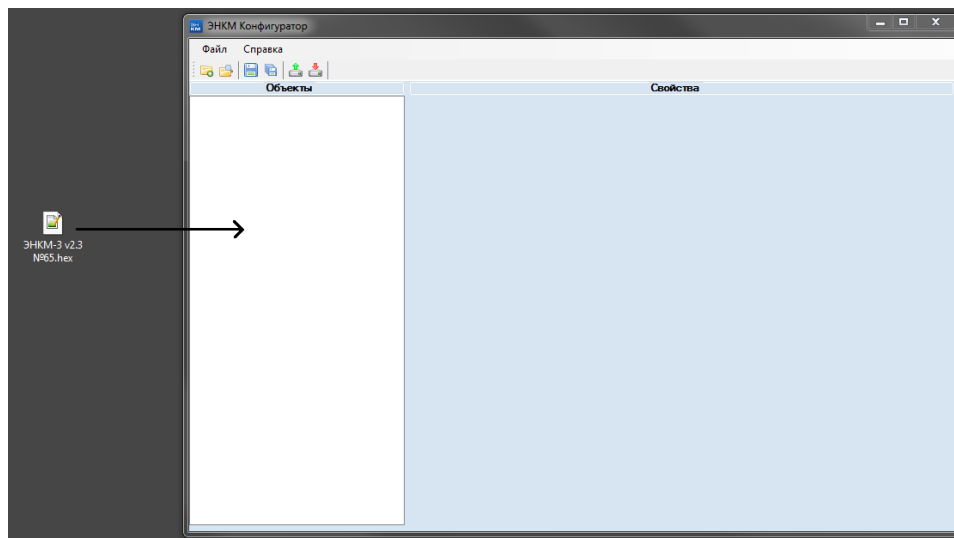 ЭНКМ Конфигуратор
Файл Справка
Объекты Свойства
ЭНКМ-3 v2.3
№65.hex